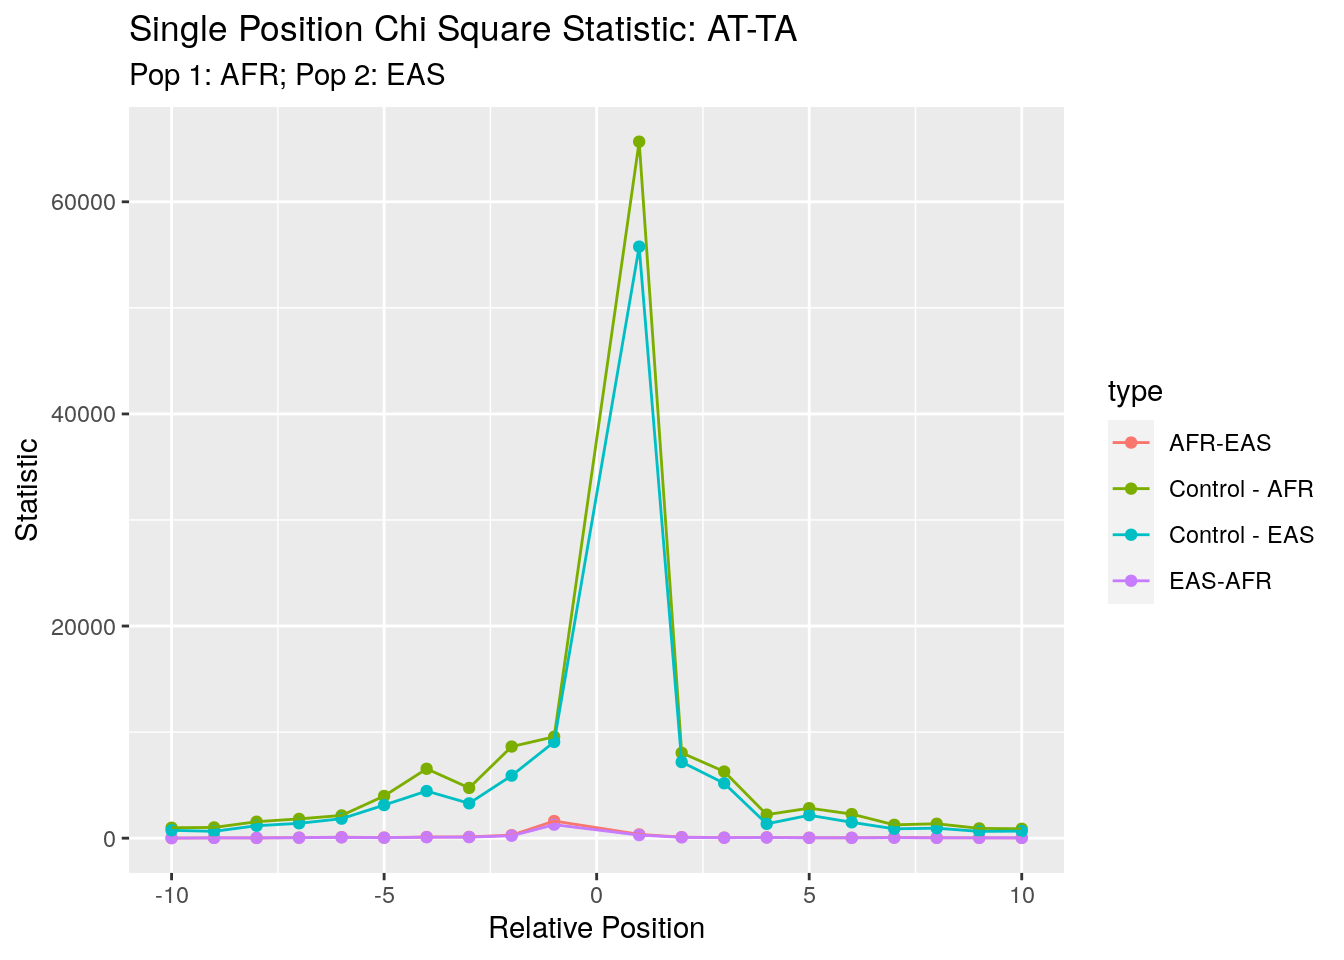 Single Position Chi Square Statistic: AT-TA
Pop 1: AFR; Pop 2: EAS
60000
40000
20000
0
Statistic
-10
-5
0
5
10
Relative Position
type
AFR-EAS
Control - AFR
Control - EAS
EAS-AFR